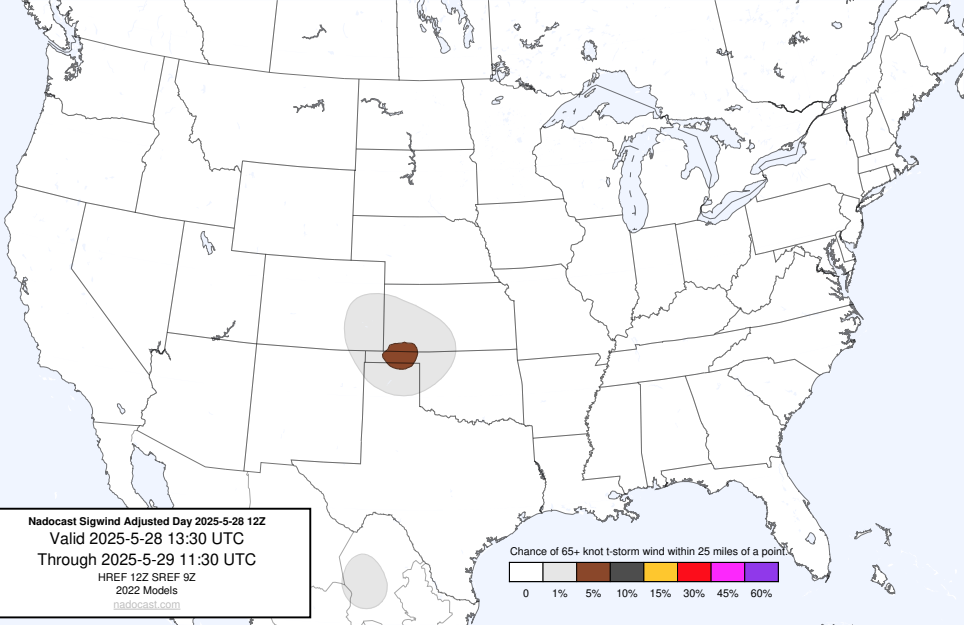 Nadocast Sigwind Adjusted Day 2025-5-28 12Z
Valid 2025-5-28 13:30 UTC
Through 2025-5-29 11:30 UTC
HREF 12Z SREF 9Z
2022 Models
nadocast.com
Chance of 65+ knot t-storm wind within 25 miles of a point.
0 1% 5% 10% 15% 30% 45% 60%